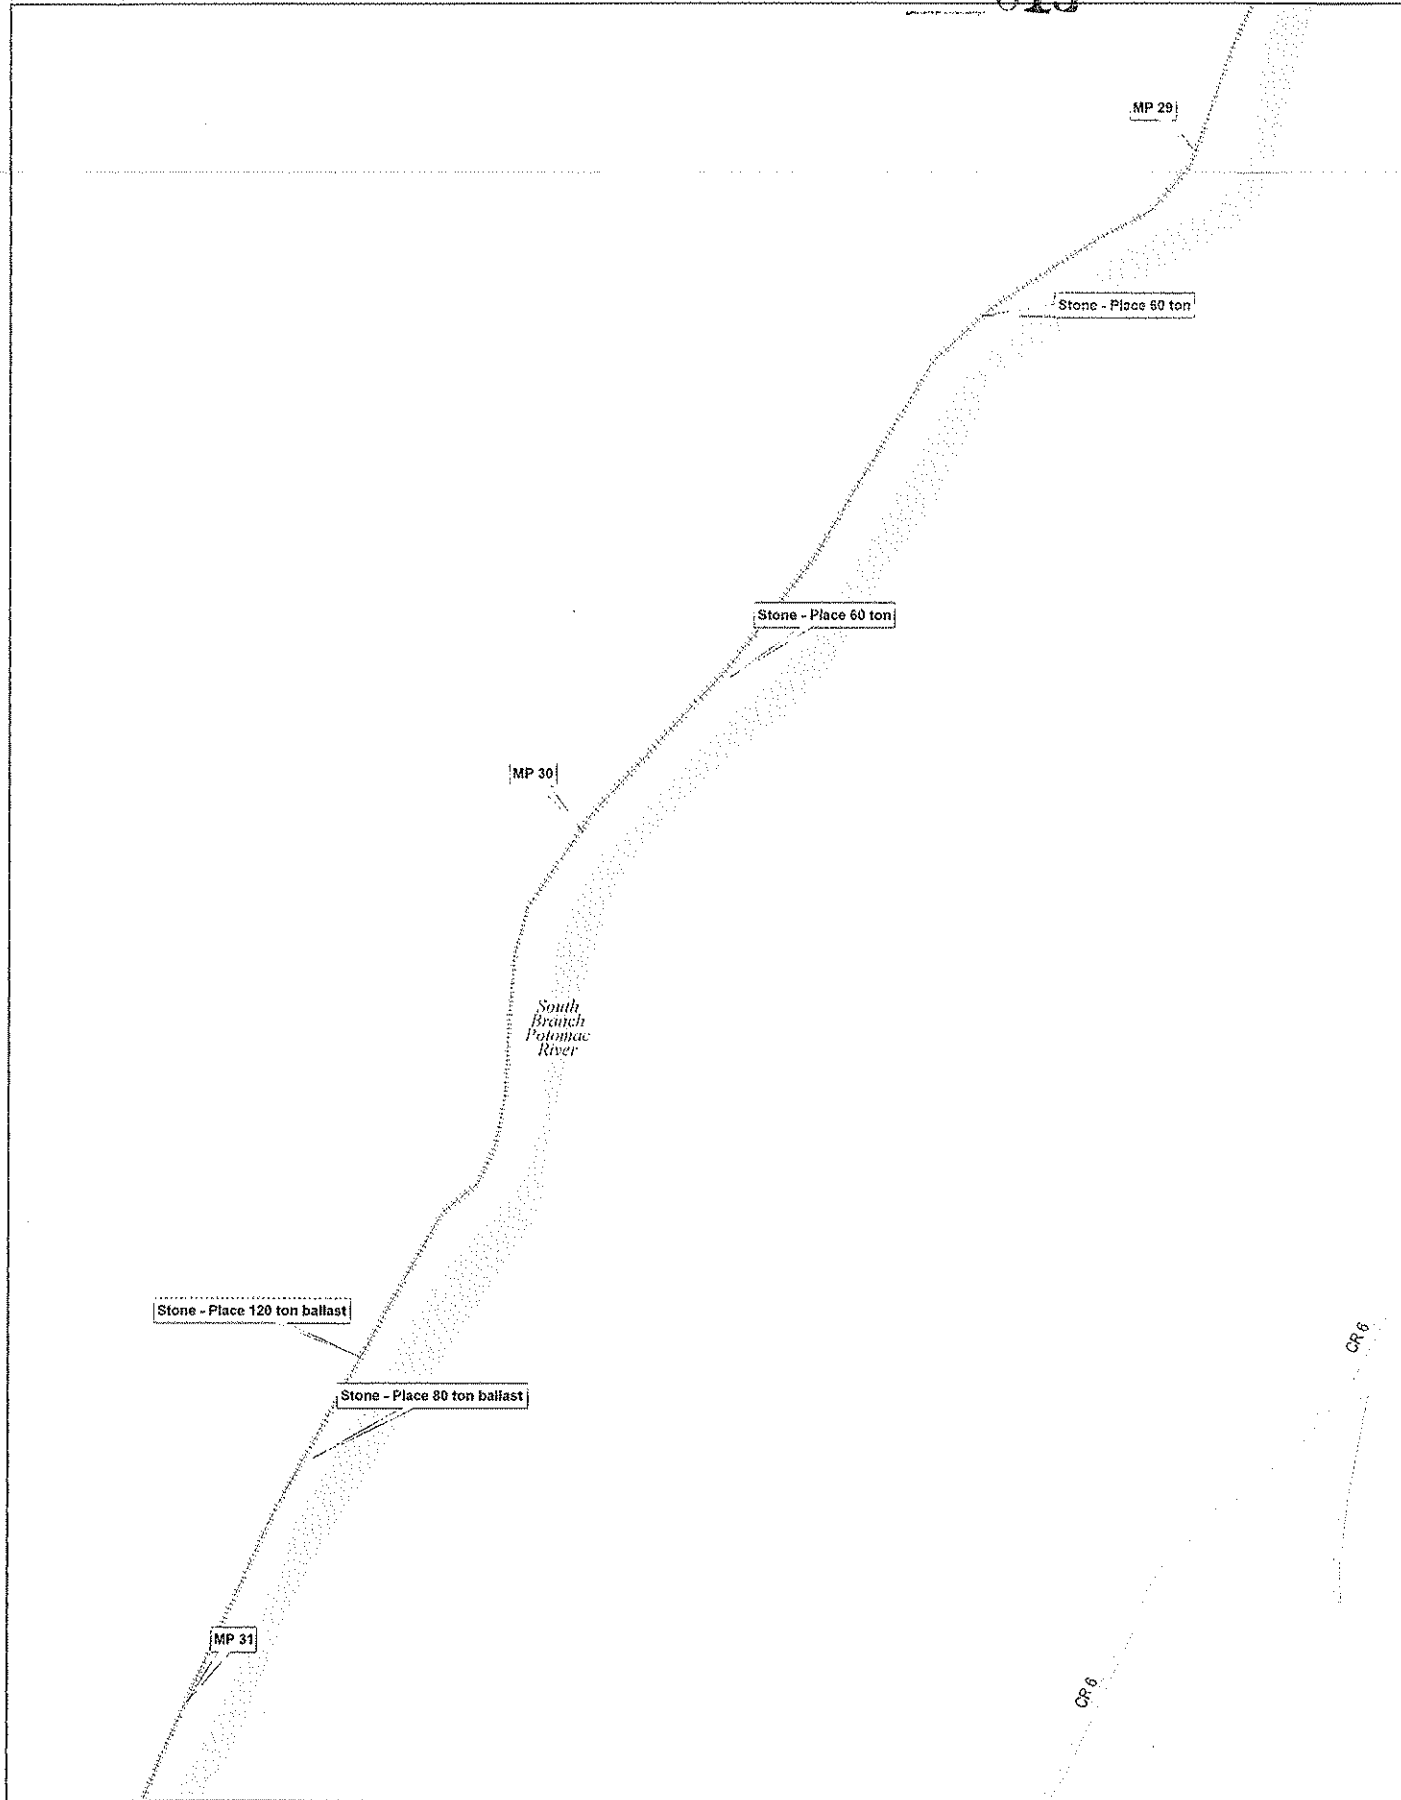 MP 29
Stone - Place 60 ton
Stone - Place 60 ton
MP 30
South
Branch
Potomac
River
Stone - Place 120 ton ballast
Stone - Place 80 ton ballast
CR 6
MP 31
CR 6